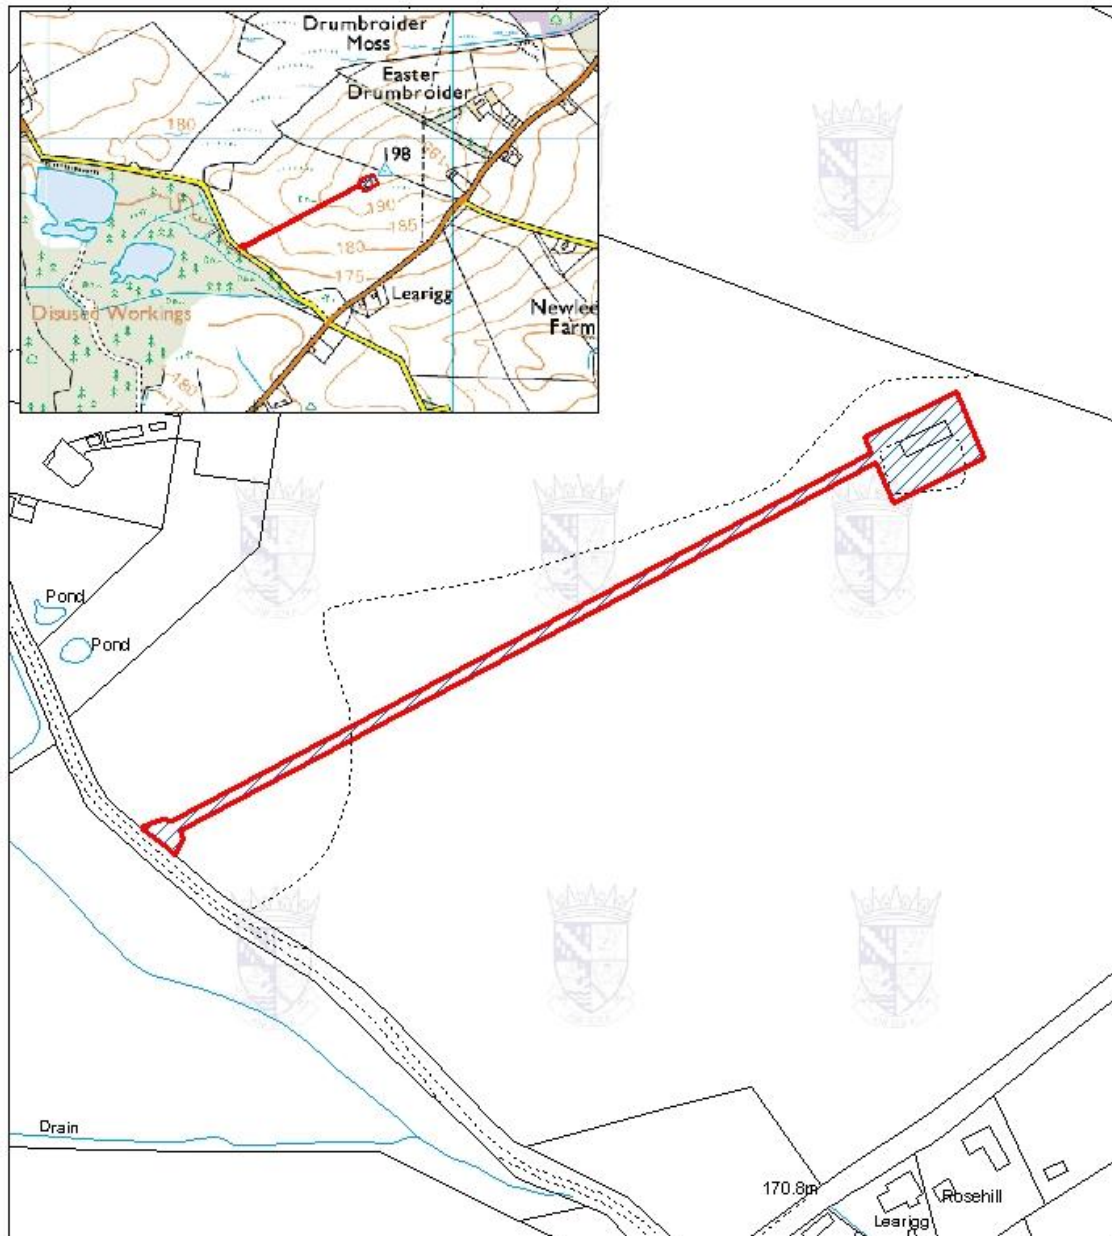 Drumbroider
Moss
Easter
Drumbroider
180
198
190
185
180
175
Learigg
Disused Workings
Newlee
Farm
180
Pond
Pond
Drain
170.8m
Rosehill
Learigg